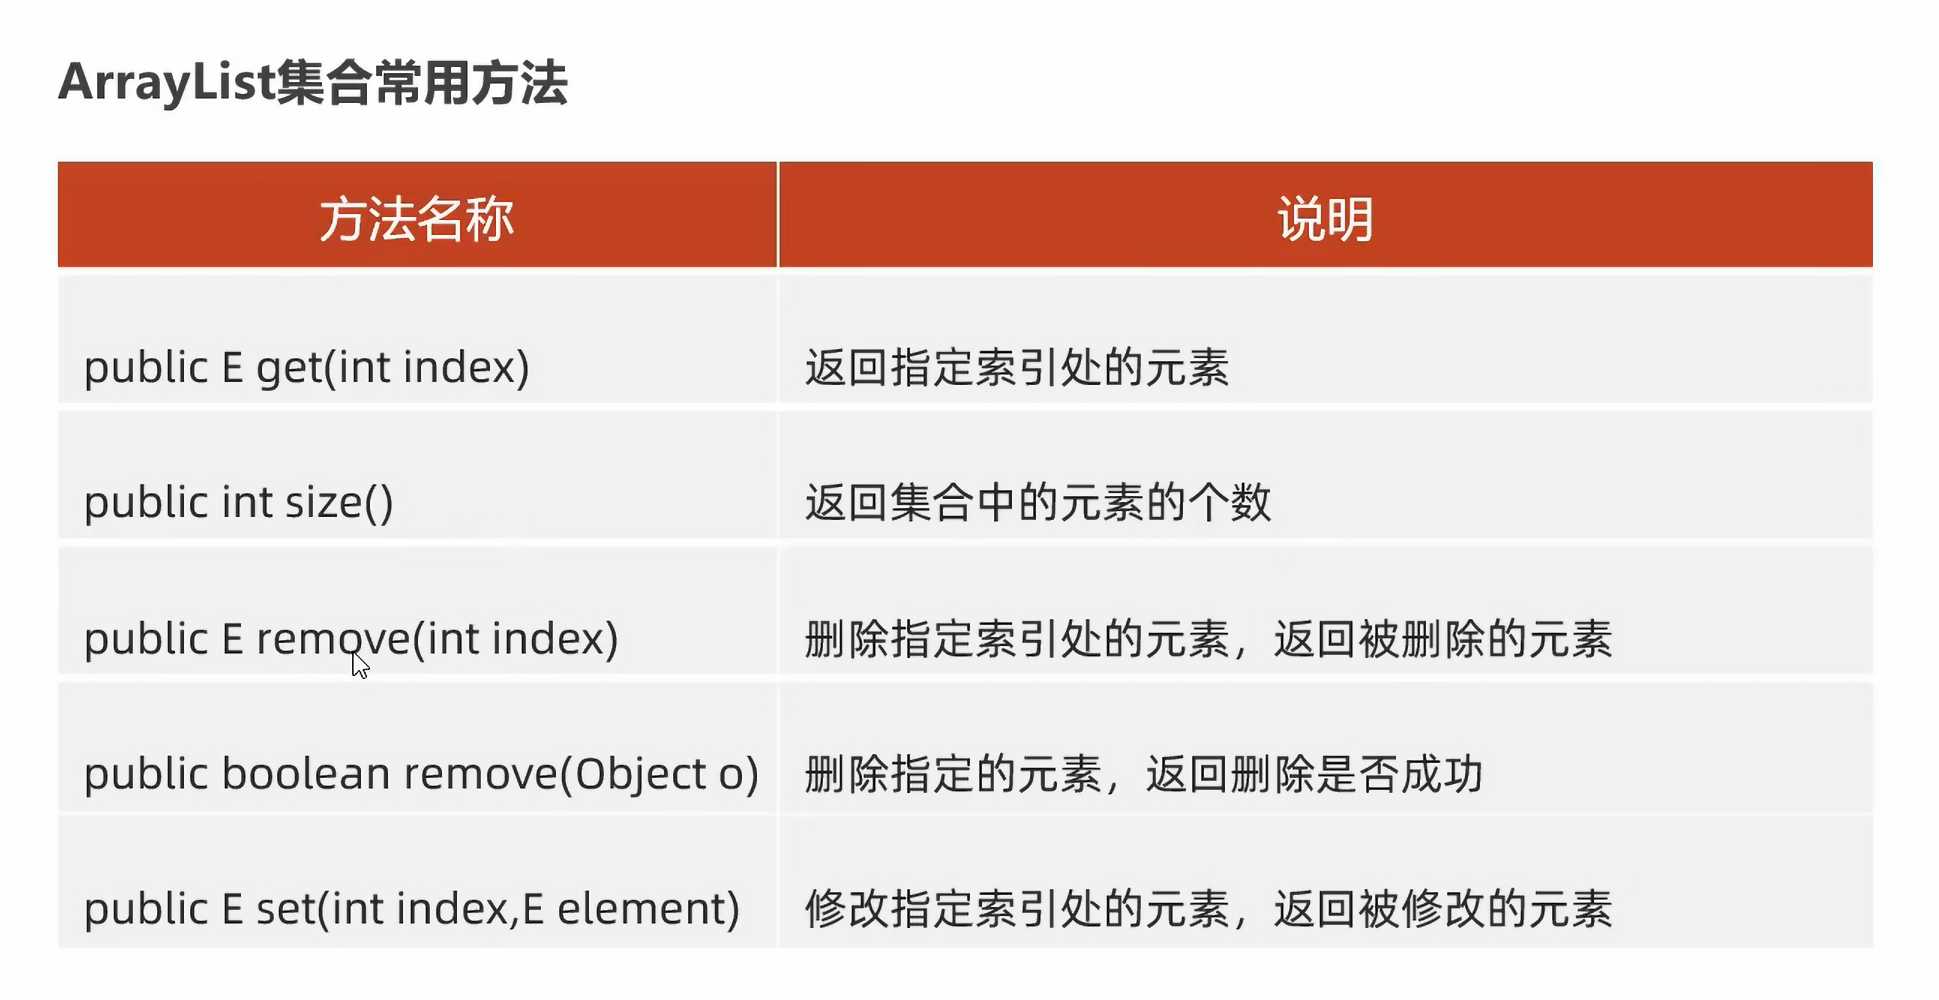 ArrayList集合常用方法
方法名称 说明
public E get(int index) 返回指定索引处的元素
public int size() 返回集合中的元素的个数
public E remove(int index) 删除指定索引处的元素，返回被删除的元素
public boolean remove(Object o) 删除指定的元素，返回删除是否成功
public E set(int index,E element) 修改指定索引处的元素，返回被修改的元素